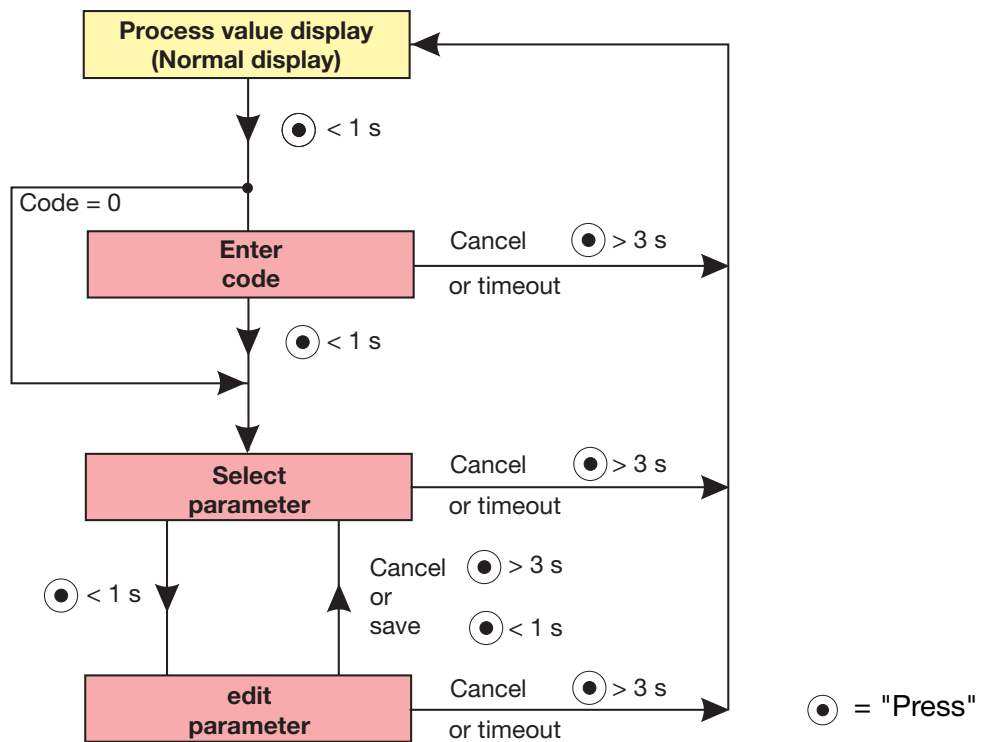 Process value display
(Normal display)
< 1 s
Code = 0
Enter
code
Cancel > 3 s
or timeout
< 1 s
Select
parameter
Cancel > 3 s
or timeout
< 1 s
Cancel > 3 s
or
save < 1 s
edit
parameter
Cancel > 3 s
or timeout
= "Press"